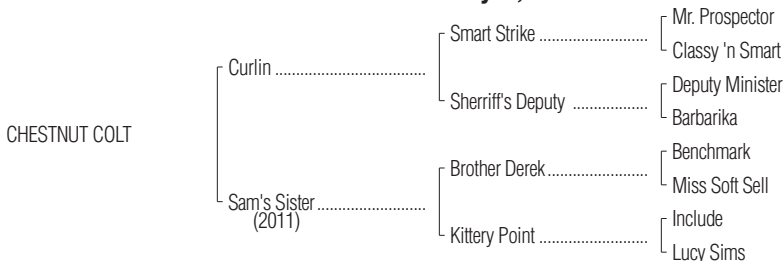 Mr. Prospector
Smart Strike ..........................
Classy 'n Smart
Curlin ....................................
Deputy Minister
Sherriff's Deputy ..................
Barbarika
CHESTNUT COLT
Benchmark
Brother Derek.........................
Miss Soft Sell
Sam's Sister..........................
(2011)
Include
Kittery Point ..........................
Lucy Sims